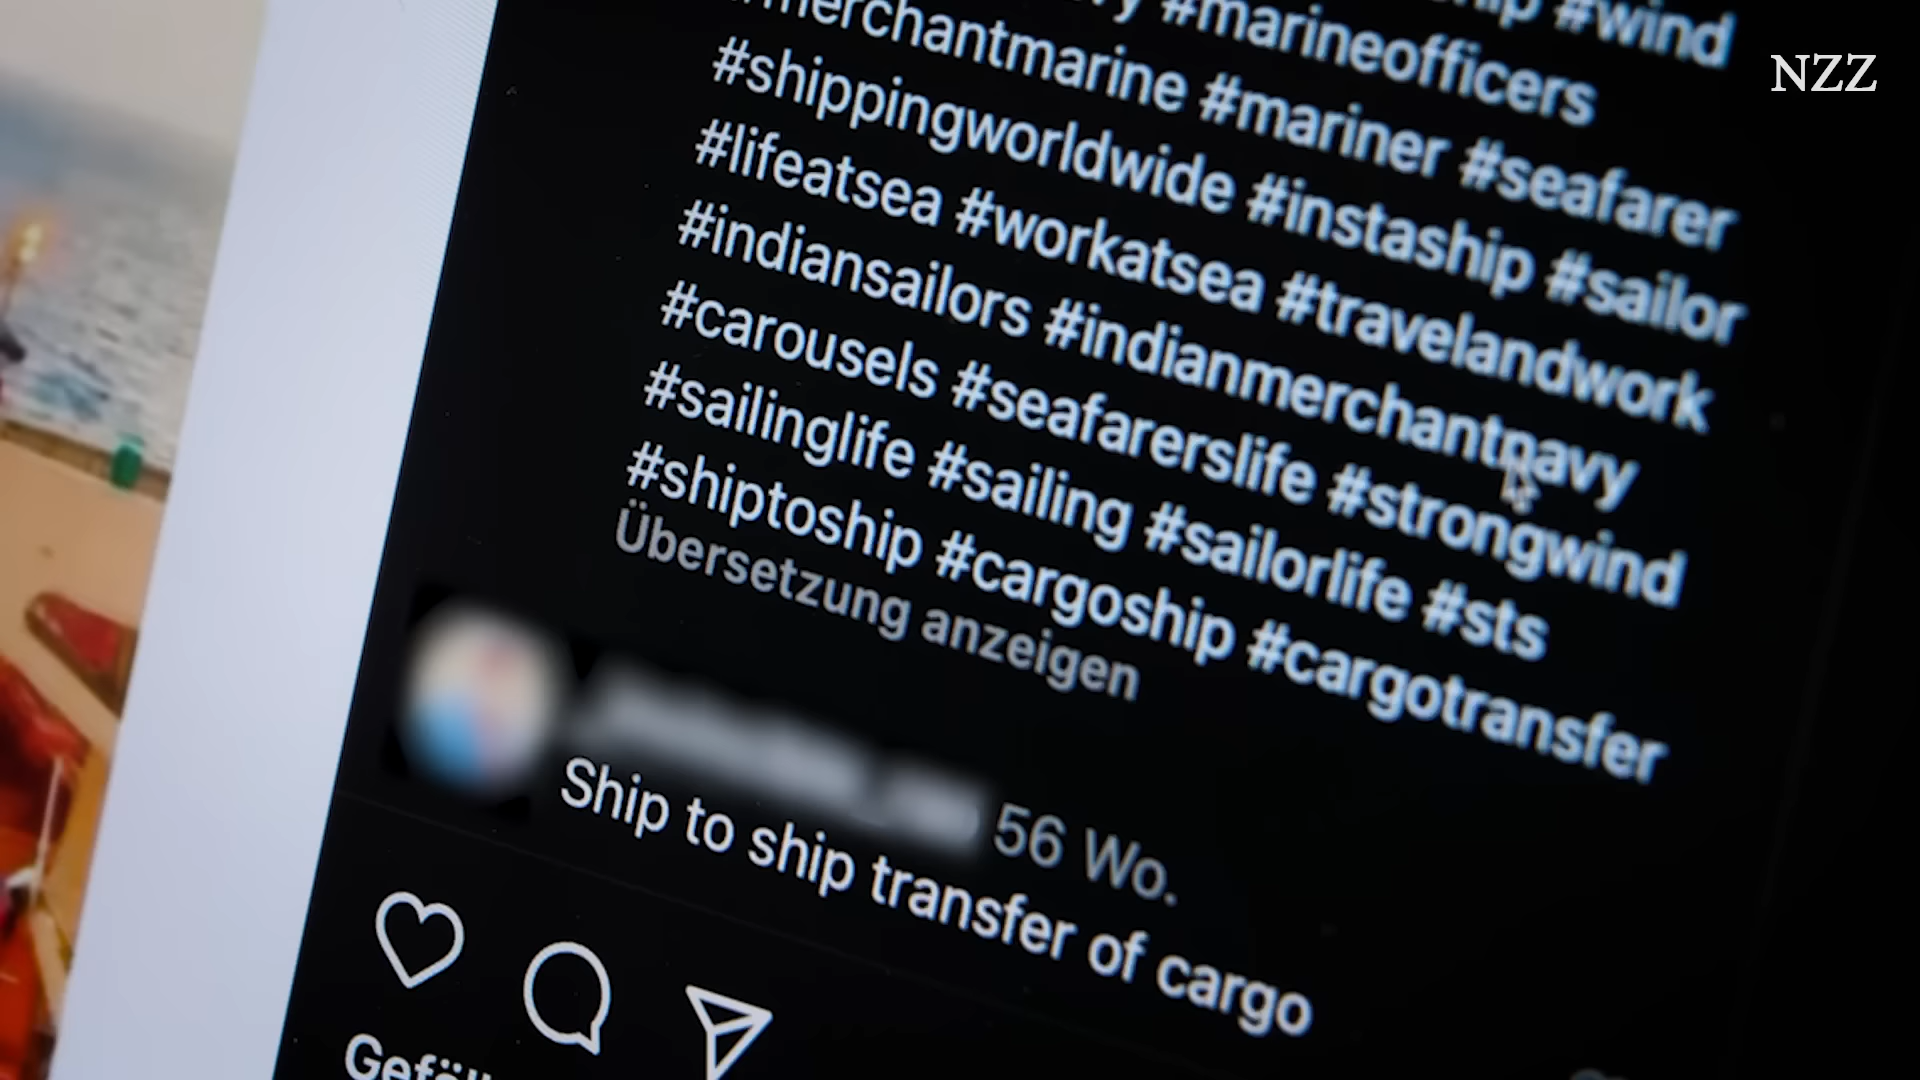 #wind
#marineofficers
#mariner #seafarer
#shippingworldwide #instaship #sailor
#lifeatsea #workatsea #travelandwork
#indiansailors #indianmerchantnavy
#carousels #seafarerslife #strongwind
#sailinglife #sailing #sailorlife #sts
#shiptoship #cargoship #cargotransfer
Übersetzung anzeigen
56 Wo.
Ship to ship transfer of cargo
NZZ